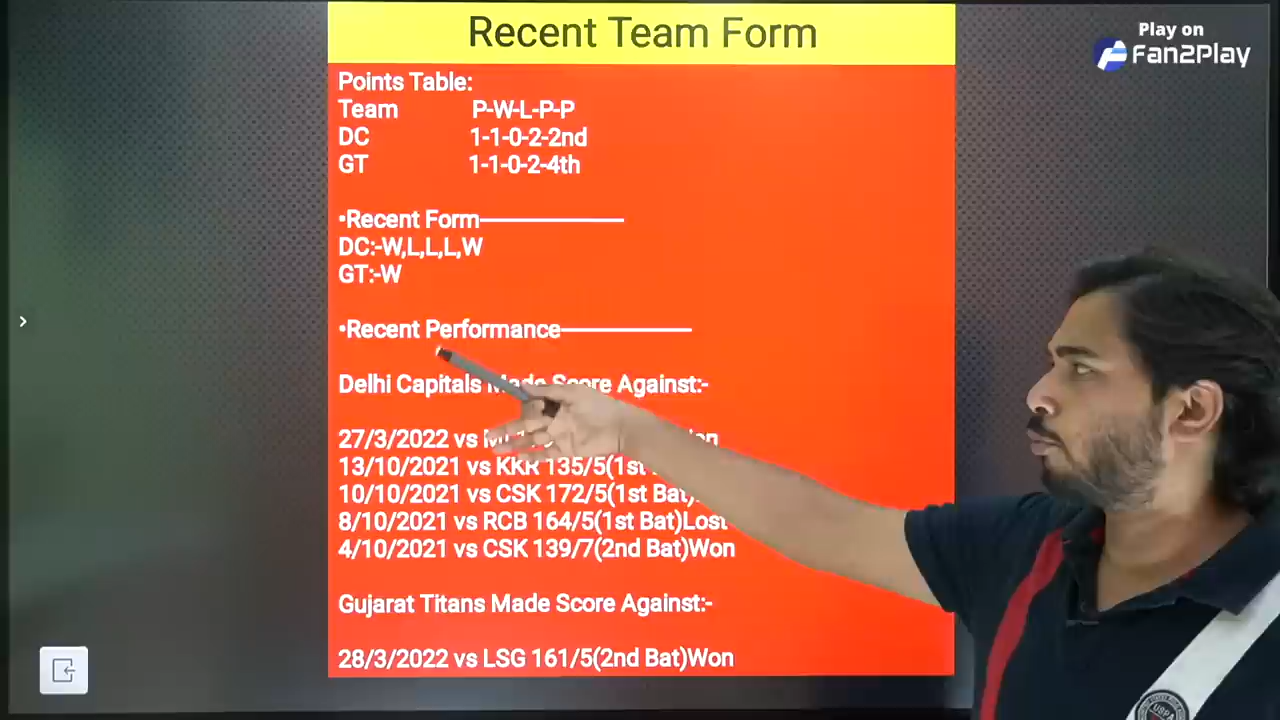 Recent Team Form
Play on
Fan2Play
Points Table:
Team P-W-L-P-P
DC 1-1-0-2-2nd
GT 1-1-0-2-4th
•Recent Form
DC:-W,L,L,L,W
GT:-W
•Recent Performance
Delhi Capitals Made Score Against:-
27/3/2022 vs
13/10/2021 vs KKR 135/5(1st
10/10/2021 vs CSK 172/5(1st Bat)
8/10/2021 vs RCB 164/5(1st Bat)Lost
4/10/2021 vs CSK 139/7(2nd Bat)Won
Gujarat Titans Made Score Against:-
28/3/2022 vs LSG 161/5(2nd Bat)Won